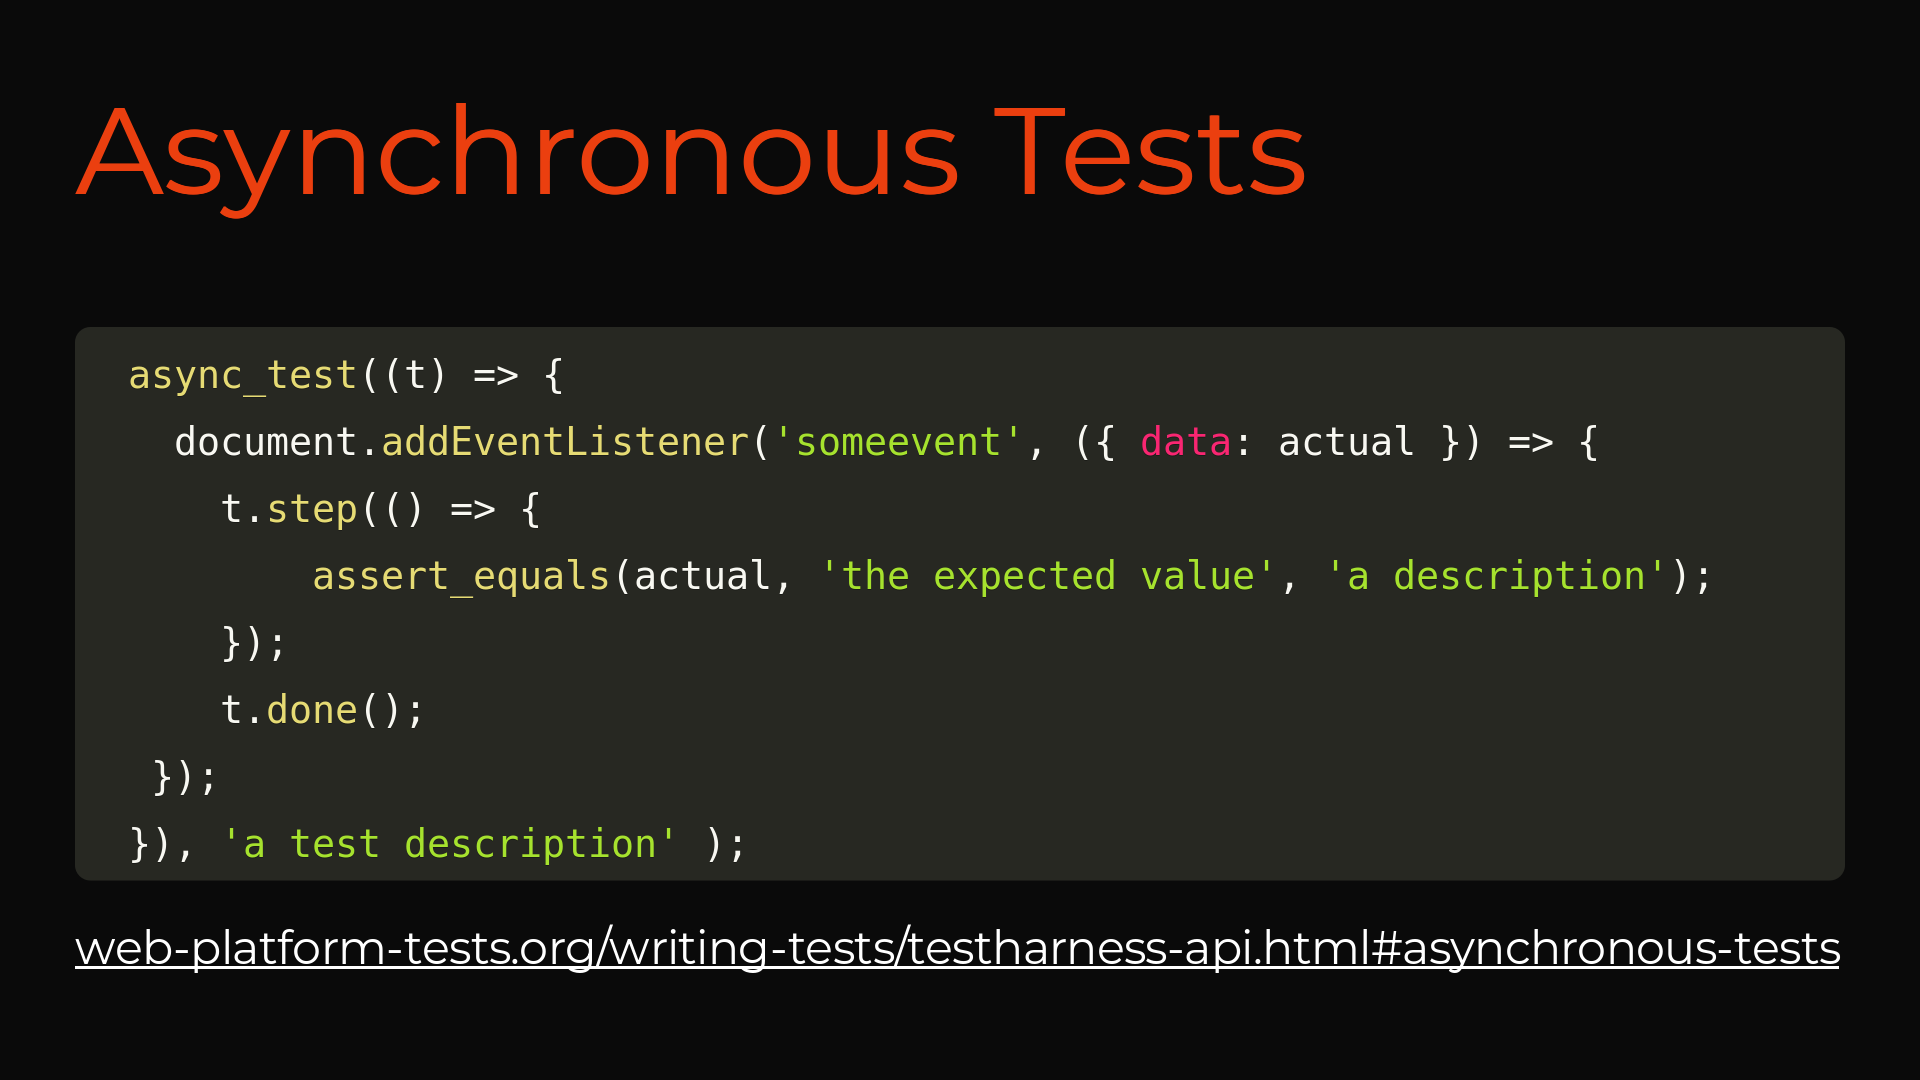 Asynchronous Tests
async_test((t) => {
  document.addEventListener('someevent', ({ data: actual }) => {
    t.step(() => {
        assert_equals(actual, 'the expected value', 'a description');
    });
    t.done();
 });
}), 'a test description' );
web-platform-tests.org/writing-tests/testharness-api.html#asynchronous-tests